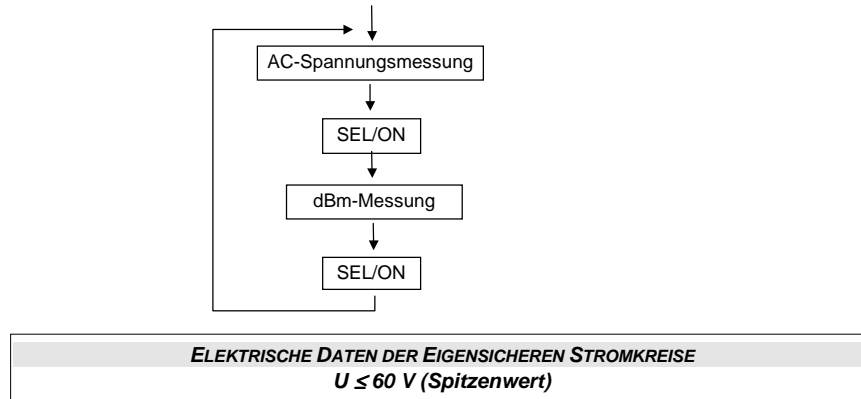 AC-Spannungsmessung
SEL/ON
dBm-Messung
SEL/ON
ELEKTRISCHE DATEN DER EIGENSICHEREN STROMKREISE
U ≤ 60 V (Spitzenwert)